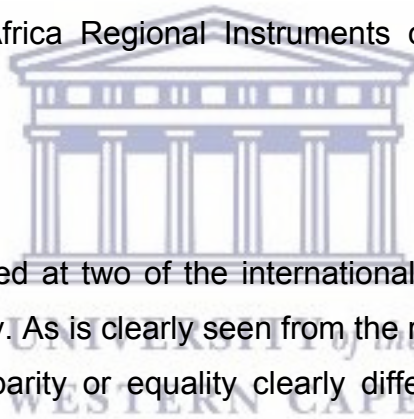 frica Regional Instruments
ed at two of the international
. As is clearly seen from the
UNIVERSITY of the
parity or equality clearly diffe
WESTERN CAPE